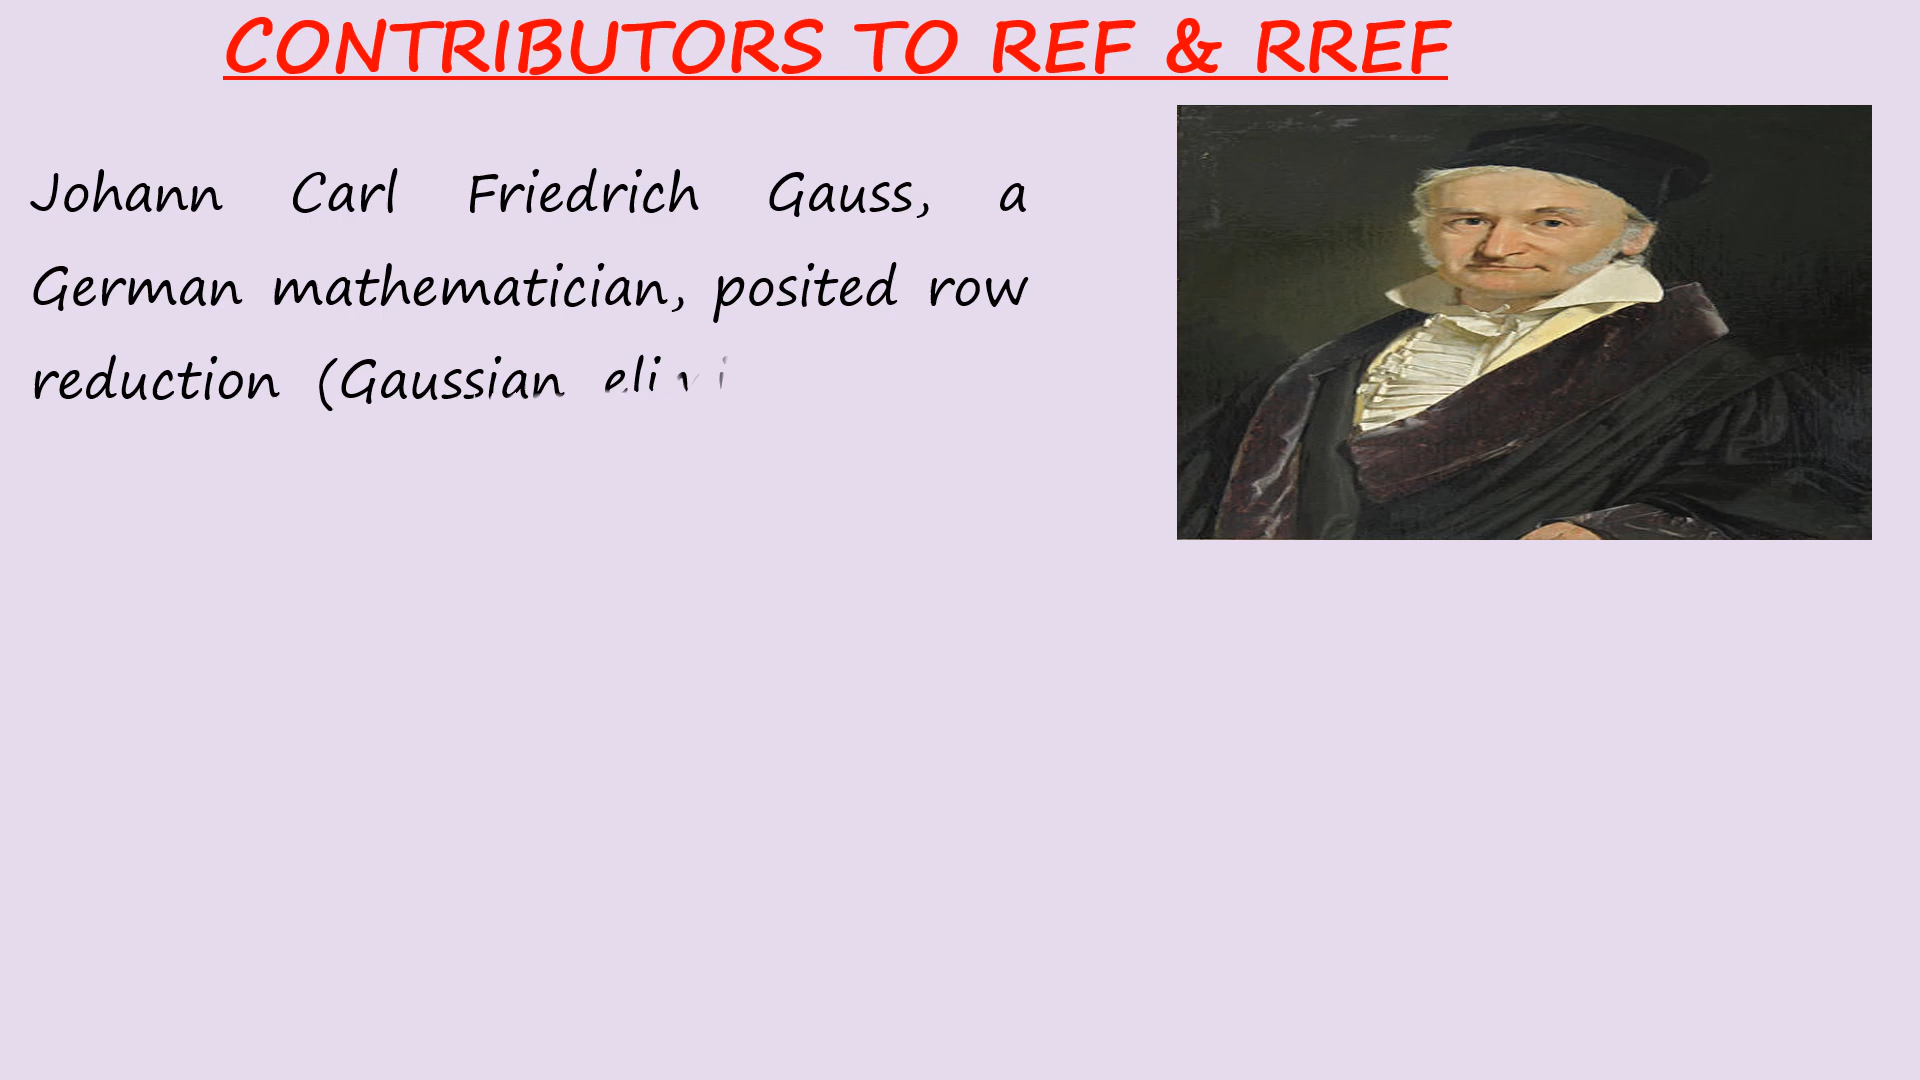 CONTRIBUTORS TO REF & RREF
Johann Carl Friedrich Gauss, a
German mathematician, posited row
reduction (Gaussian